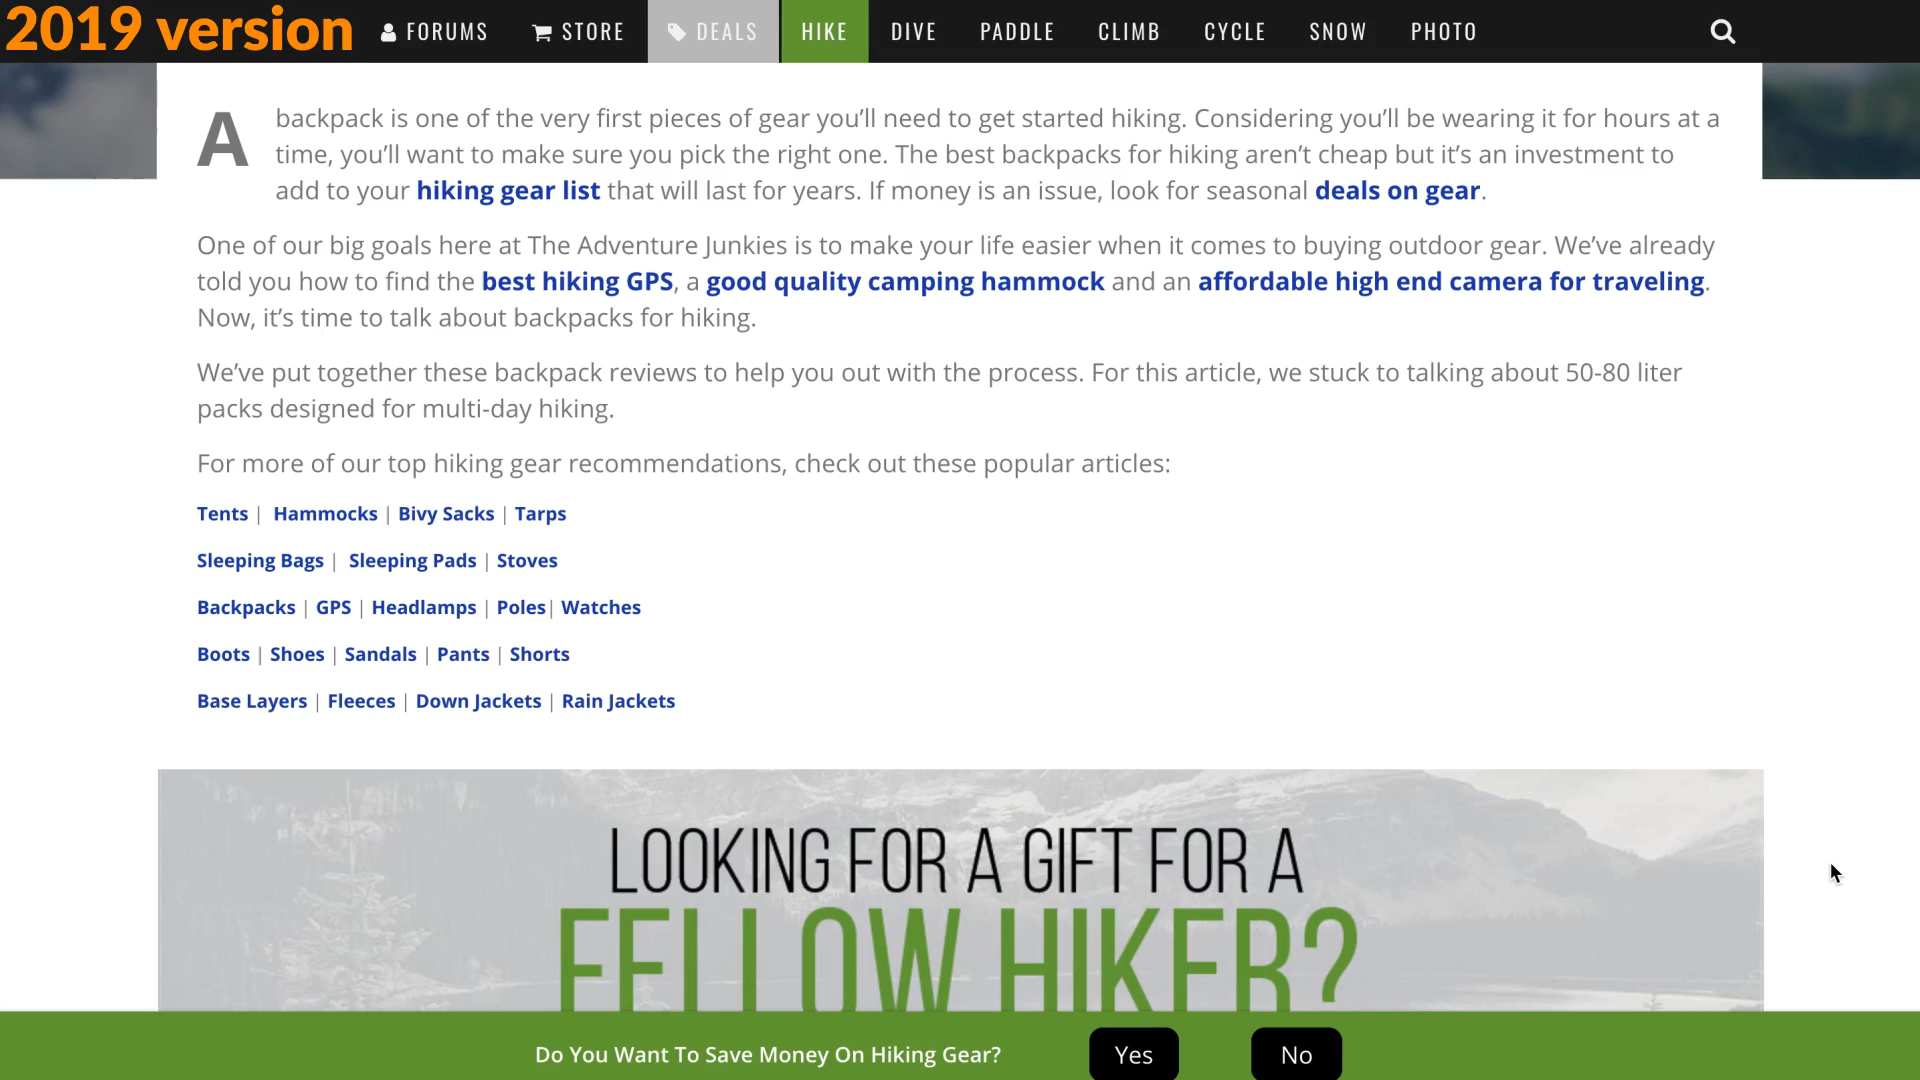 2019 version FORUMS STORE DEALS HIKE DIVE PADDLE CLIMB CYCLE SNOW PHOTO
A backpack is one of the very first pieces of gear you’ll need to get started hiking. Considering you’ll be wearing it for hours at a
time, you’ll want to make sure you pick the right one. The best backpacks for hiking aren’t cheap but it’s an investment to
add to your hiking gear list that will last for years. If money is an issue, look for seasonal deals on gear.
One of our big goals here at The Adventure Junkies is to make your life easier when it comes to buying outdoor gear. We’ve already
told you how to find the best hiking GPS, a good quality camping hammock and an affordable high end camera for traveling.
Now, it’s time to talk about backpacks for hiking.
We’ve put together these backpack reviews to help you out with the process. For this article, we stuck to talking about 50-80 liter
packs designed for multi-day hiking.
For more of our top hiking gear recommendations, check out these popular articles:
Tents | Hammocks | Bivy Sacks | Tarps
Sleeping Bags | Sleeping Pads | Stoves
Backpacks | GPS | Headlamps | Poles| Watches
Boots | Shoes | Sandals | Pants | Shorts
Base Layers | Fleeces | Down Jackets | Rain Jackets
LOOKING FOR A GIFT FOR A
FELLOW HIKER?
Do You Want To Save Money On Hiking Gear? Yes No